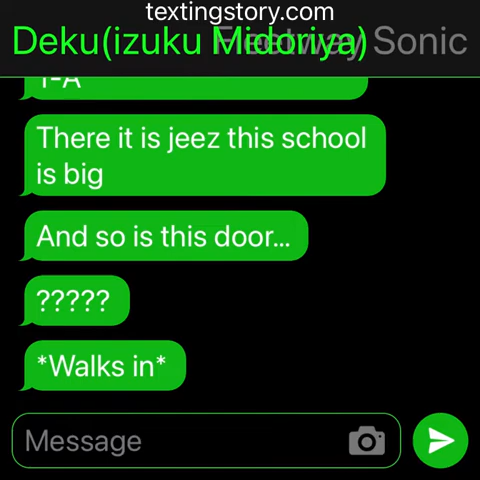 textingstory.com
Deku(izuku Midoriya) Fleetway Sonic
1-A
There it is jeez this school
is big
And so is this door...
?????
*Walks in*
Message